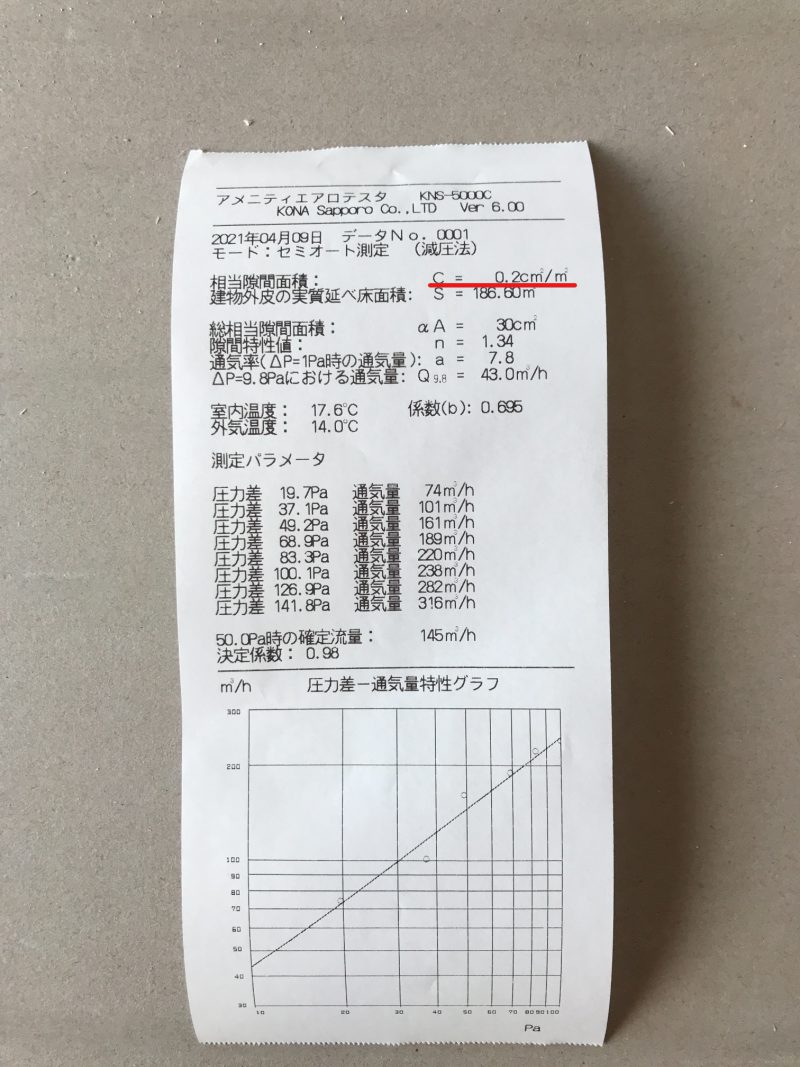 アメニティエアロテスタ KNS-5000C
KONA Sapporo Co.,LTD Ver 6.00
2021年04月09日 データNo. 0001
モード：セミオート測定 （減圧法）
相当隙間面積： C = 0.2cm²/m²
建物外皮の実質延べ床面積： S = 186.60m²
総相当隙間面積： αA = 30cm²
隙間特性値： n = 1.34
通気率(ΔP=1Pa時の通気量)： a = 7.8
ΔP=9.8Paにおける通気量： Q9.8 = 43.0m³/h
室内温度： 17.6℃ 係数(b)： 0.695
外気温度： 14.0℃
測定パラメータ
圧力差 19.7Pa 通気量 74m³/h
圧力差 37.1Pa 通気量 101m³/h
圧力差 49.2Pa 通気量 161m³/h
圧力差 68.9Pa 通気量 189m³/h
圧力差 83.3Pa 通気量 220m³/h
圧力差 100.1Pa 通気量 238m³/h
圧力差 126.9Pa 通気量 282m³/h
圧力差 141.8Pa 通気量 316m³/h
50.0Pa時の確定流量： 145m³/h
決定係数： 0.98
m³/h 圧力差－通気量特性グラフ
300
200
100
90
80
70
60
50
40
30
10 20 30 40 50 60 70 80 90 100
Pa